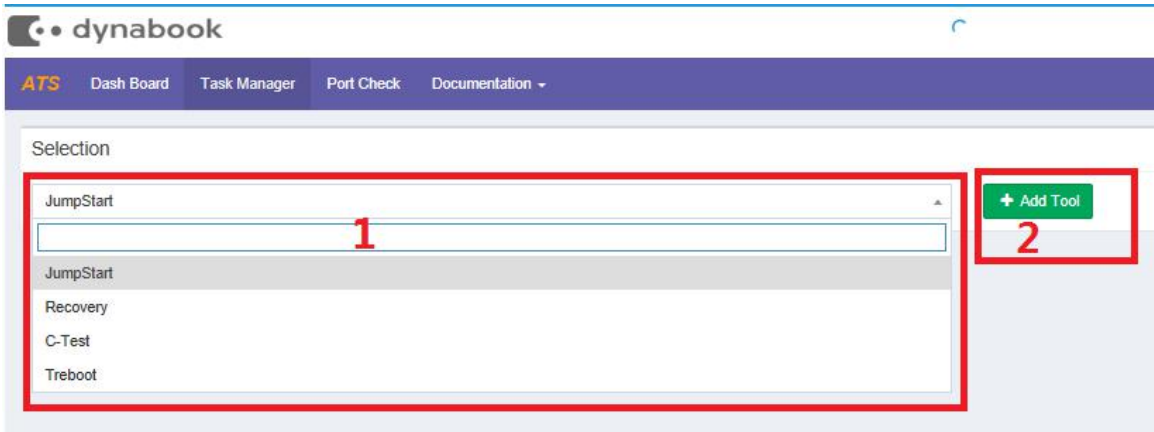 dynabook
ATS Dash Board Task Manager Port Check Documentation
Selection
JumpStart
+ Add Tool
1
2
JumpStart
Recovery
C-Test
Treboot